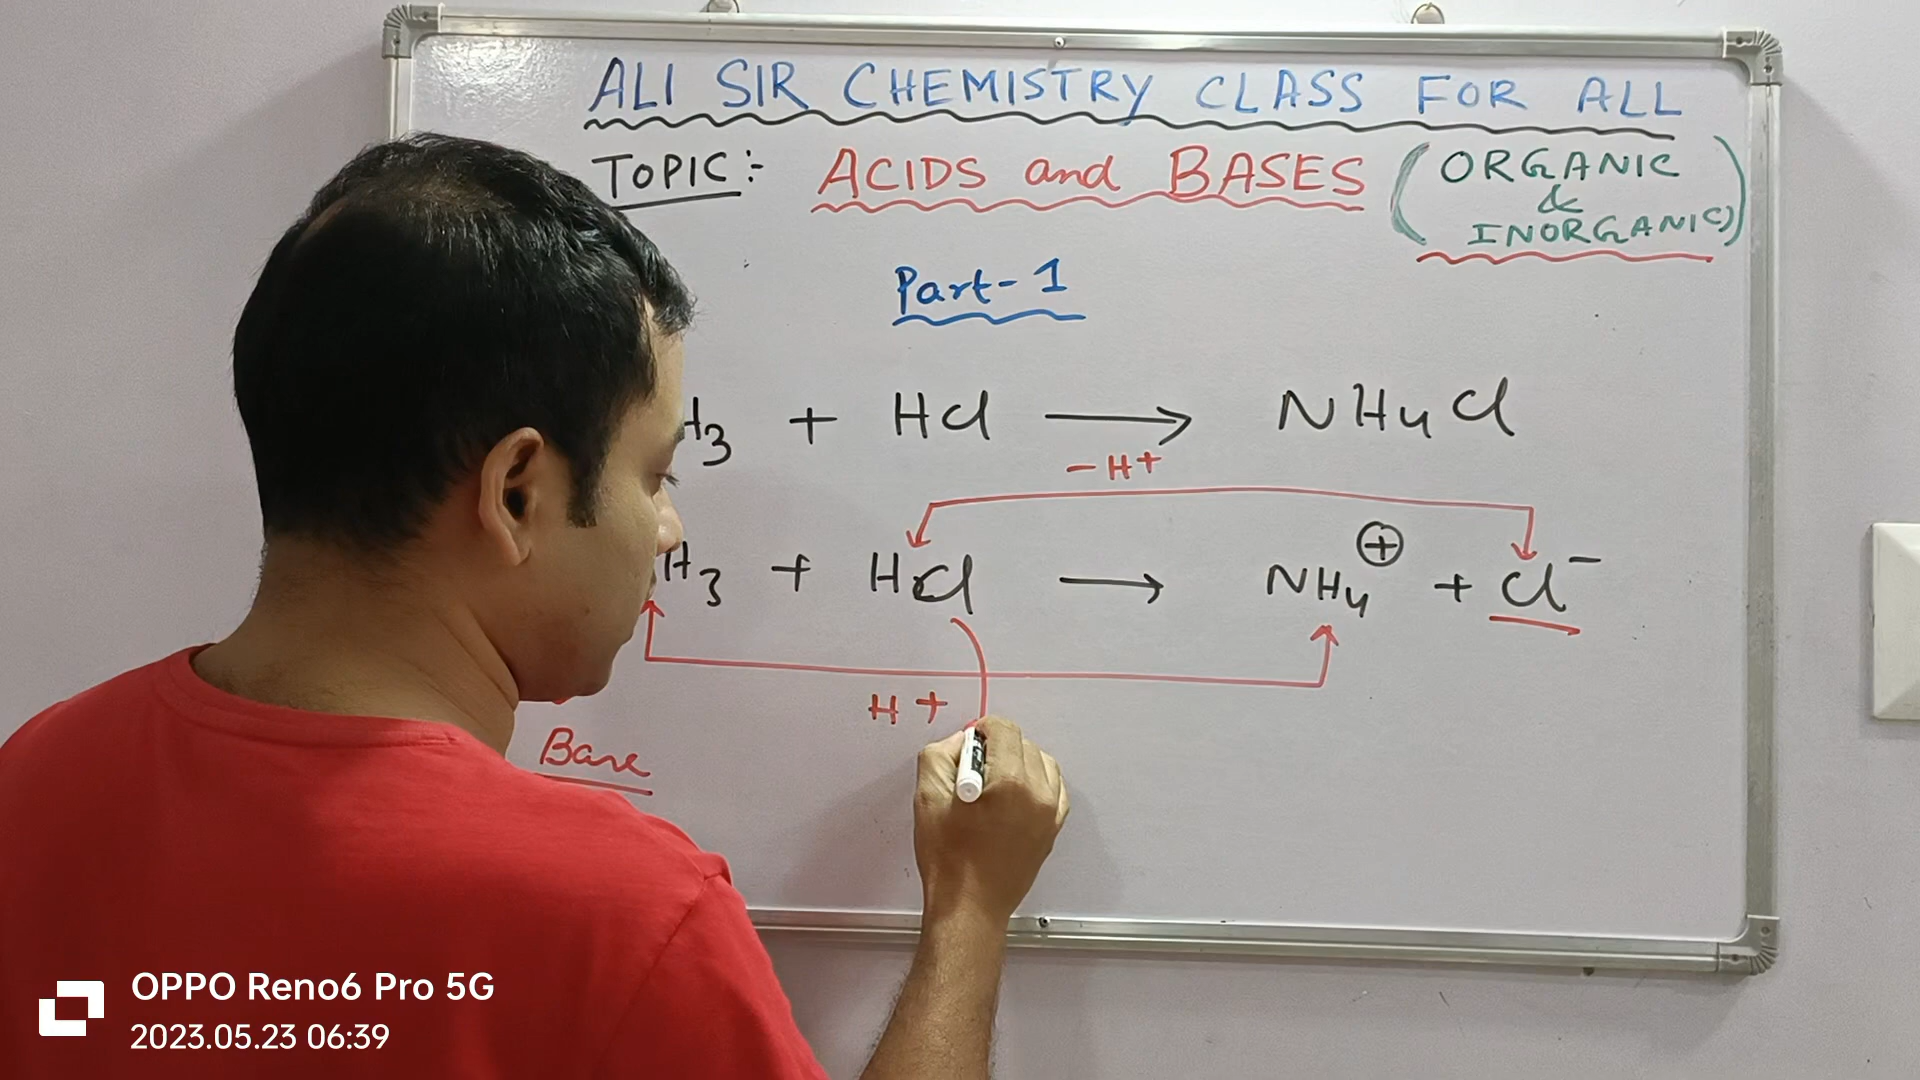 ALI SIR CHEMISTRY CLASS FOR ALL
TOPIC:- ACIDS and BASES (ORGANIC
&
INORGANIC)
Part-1
H3 + HCl → NH4Cl
-H+
H3 + HCl → NH4⊕ + Cl⁻
H+
Base
OPPO Reno6 Pro 5G
2023.05.23 06:39